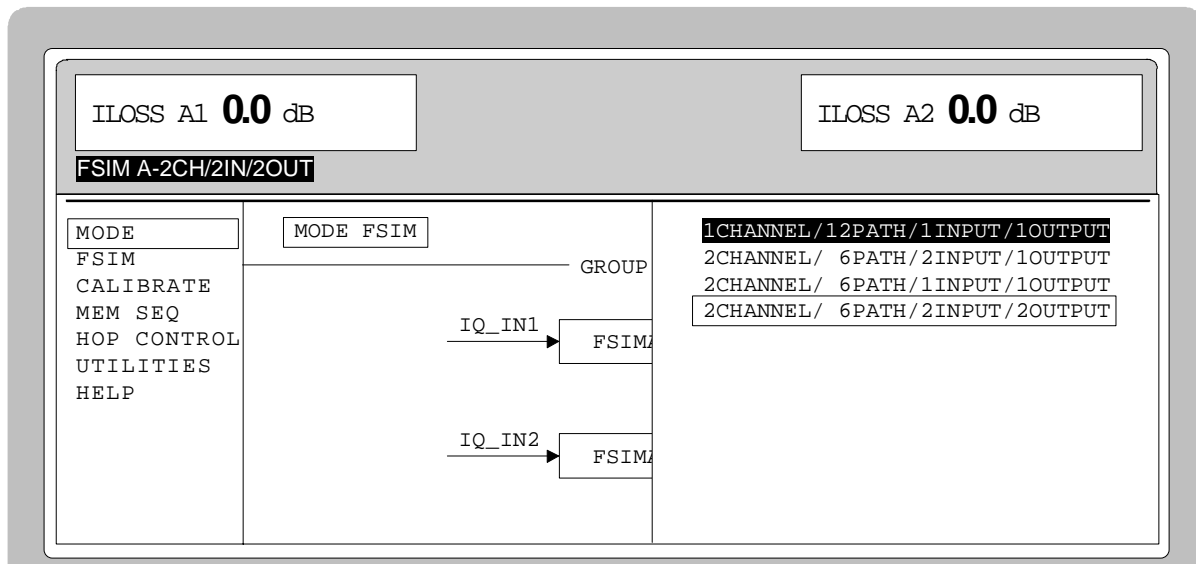 ILOSS A1 0.0 dB
ILOSS A2 0.0 dB
FSIM A-2CH/2IN/2OUT
MODE
FSIM
CALIBRATE
MEM SEQ
HOP CONTROL
UTILITIES
HELP
MODE FSIM
GROUP
IQ_IN1
FSIMA
IQ_IN2
FSIMA
1CHANNEL/12PATH/1INPUT/1OUTPUT
2CHANNEL/ 6PATH/2INPUT/1OUTPUT
2CHANNEL/ 6PATH/1INPUT/1OUTPUT
2CHANNEL/ 6PATH/2INPUT/2OUTPUT